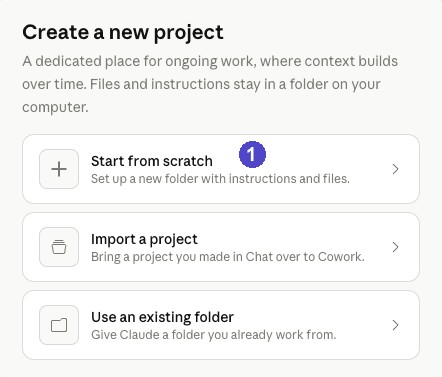 Create a new project
A dedicated place for ongoing work, where context builds
over time. Files and instructions stay in a folder on your
computer.
Start from scratch
1
Set up a new folder with instructions and files.
Import a project
Bring a project you made in Chat over to Cowork.
Use an existing folder
Give Claude a folder you already work from.